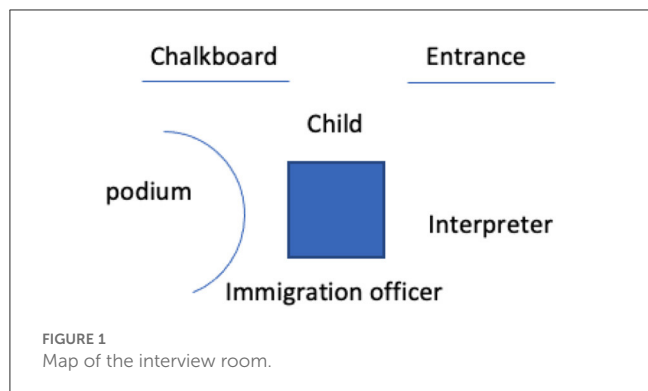 Chalkboard
Entrance
Child
podium
Interpreter
Immigration officer
FIGURE 1
Map of the interview room.